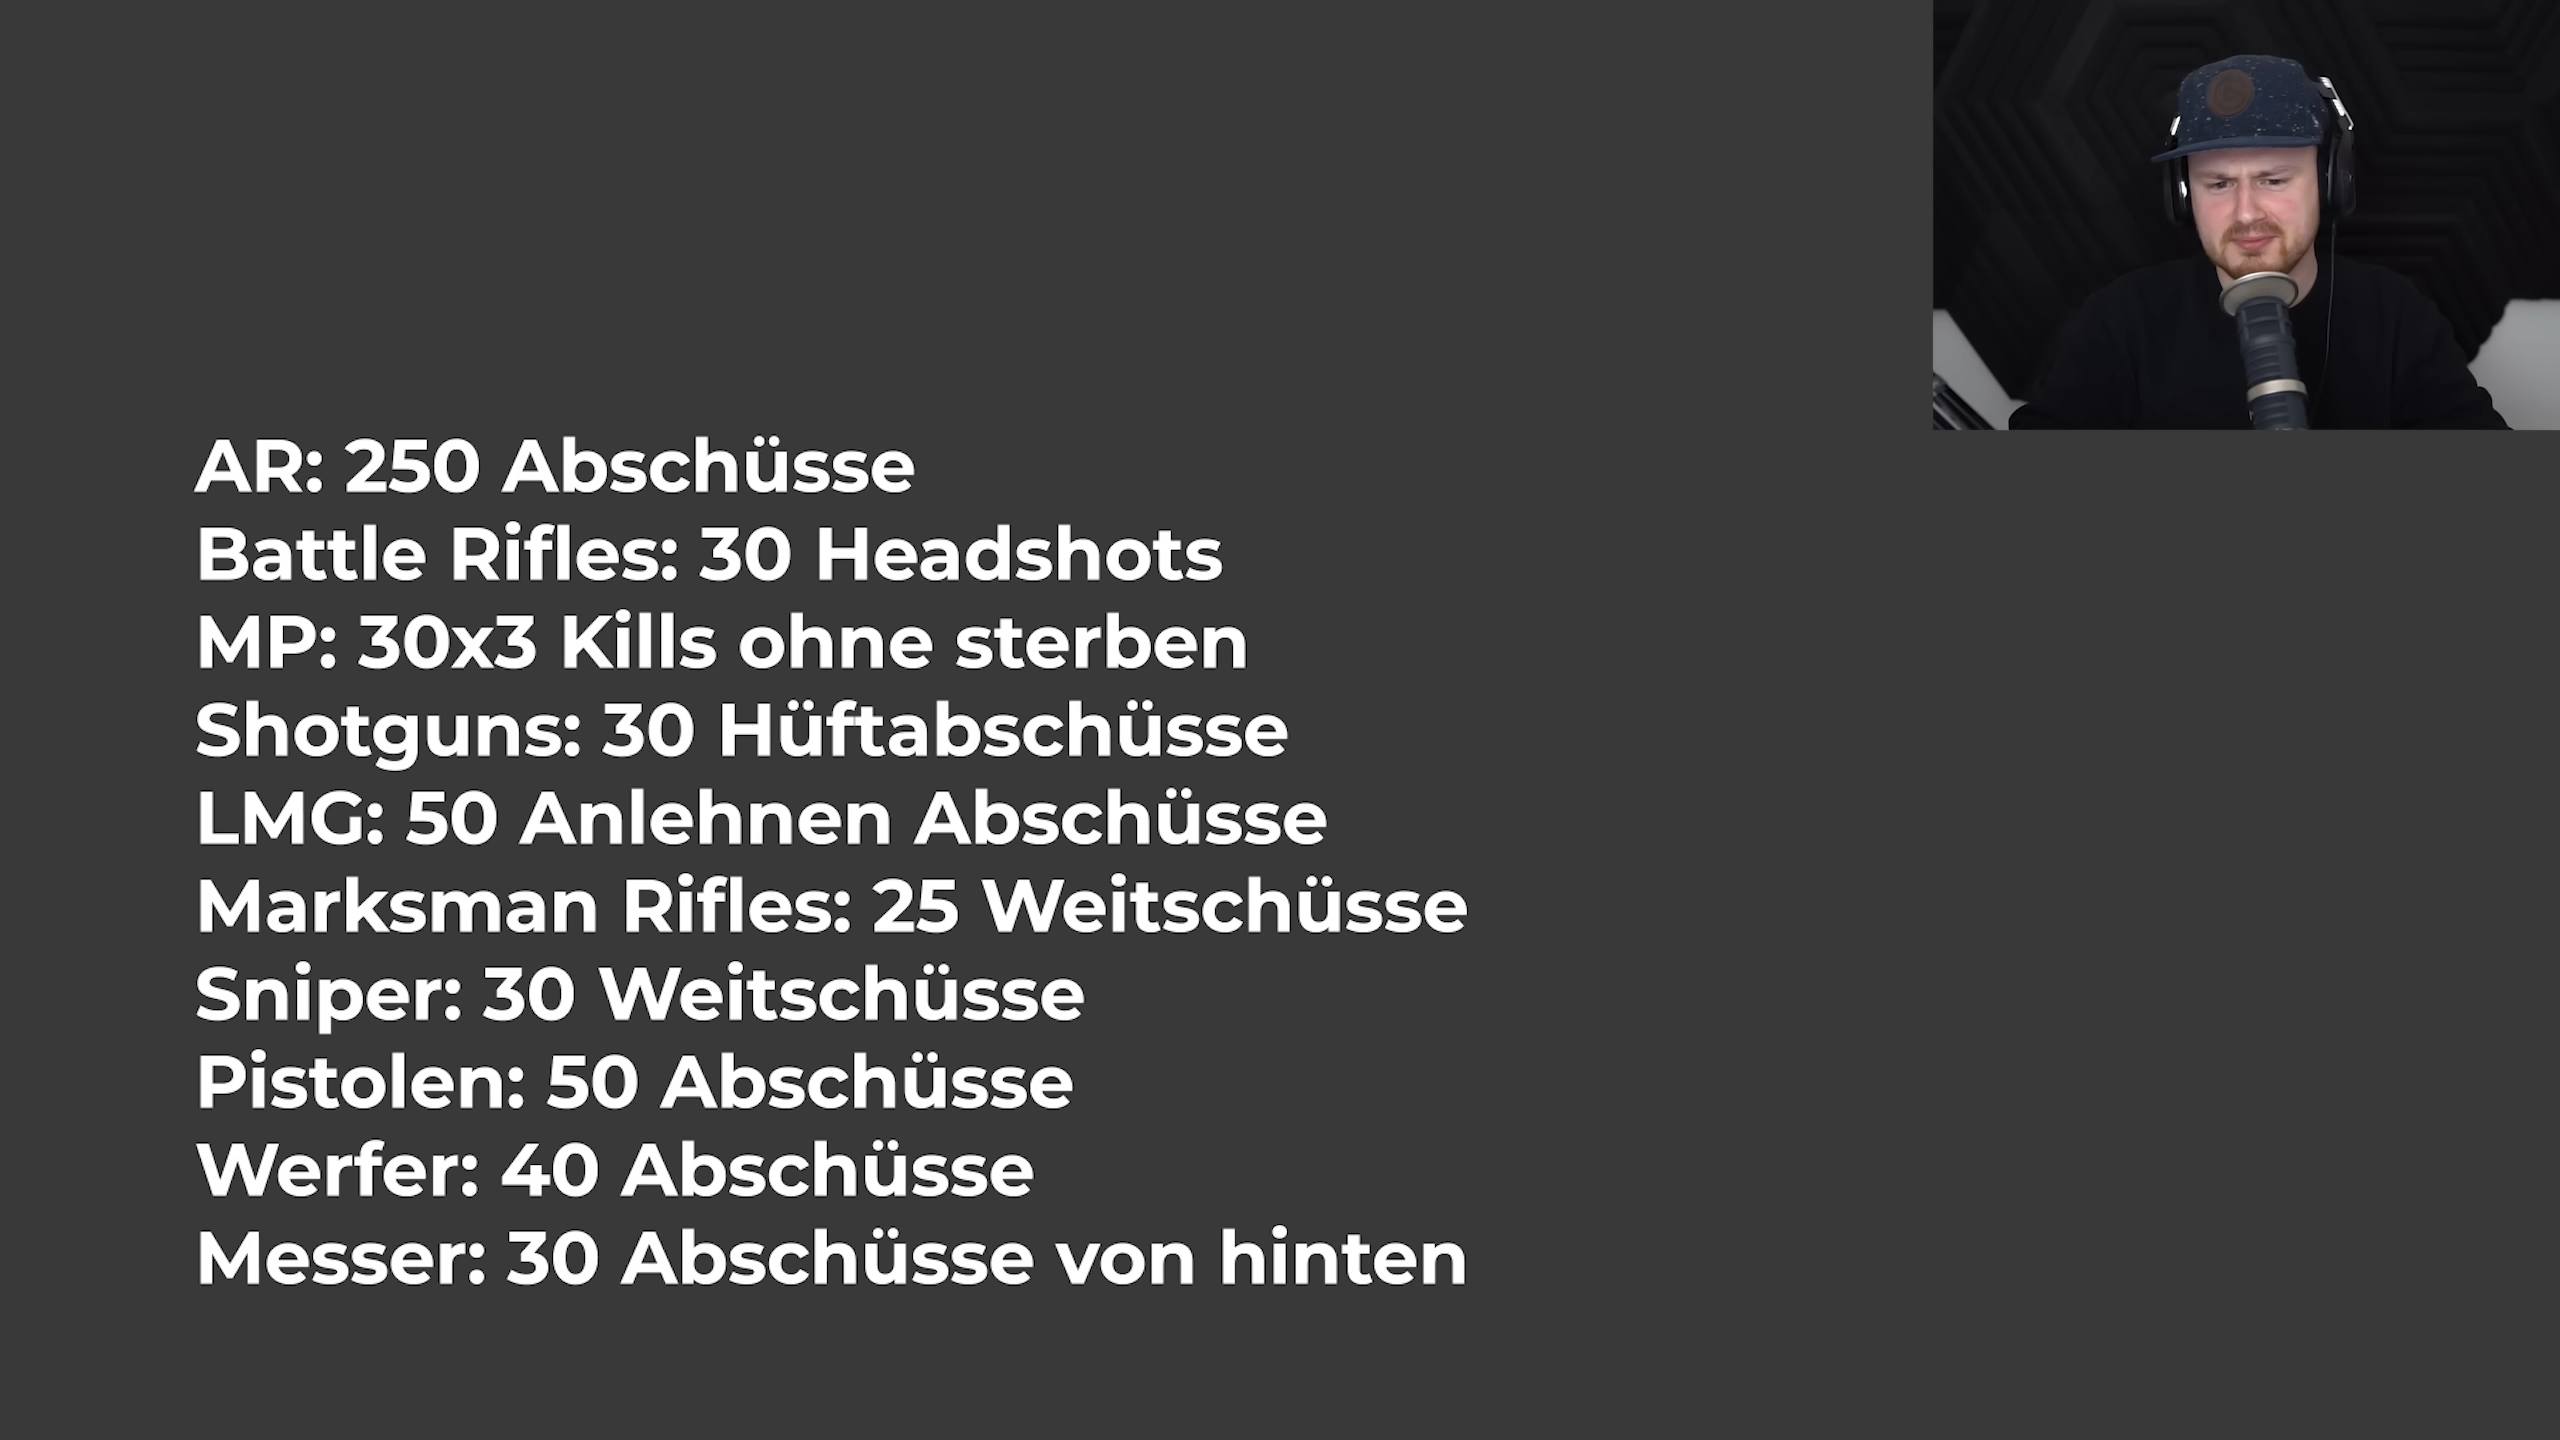 AR: 250 Abschüsse
Battle Rifles: 30 Headshots
MP: 30x3 Kills ohne sterben
Shotguns: 30 Hüftabschüsse
LMG: 50 Anlehnen Abschüsse
Marksman Rifles: 25 Weitschüsse
Sniper: 30 Weitschüsse
Pistolen: 50 Abschüsse
Werfer: 40 Abschüsse
Messer: 30 Abschüsse von hinten